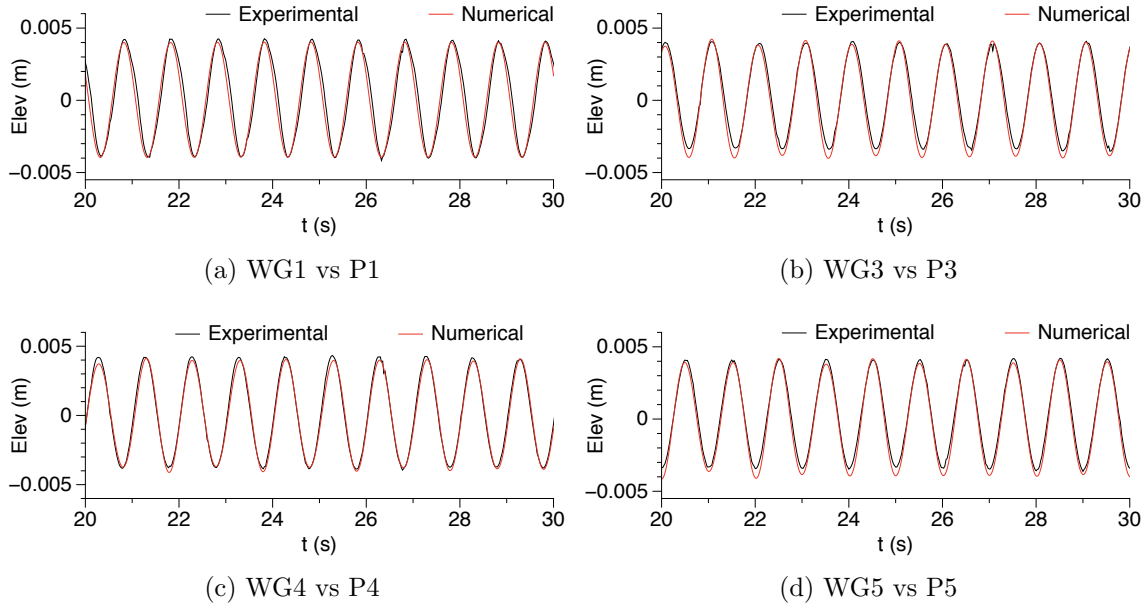 Experimental Numerical
0.005
0
−0.005
Elev (m)
20 22 24 26 28 30
t (s)
(a) WG1 vs P1
Experimental Numerical
0.005
0
−0.005
Elev (m)
20 22 24 26 28 30
t (s)
(b) WG3 vs P3
Experimental Numerical
0.005
0
−0.005
Elev (m)
20 22 24 26 28 30
t (s)
(c) WG4 vs P4
Experimental Numerical
0.005
0
−0.005
Elev (m)
20 22 24 26 28 30
t (s)
(d) WG5 vs P5